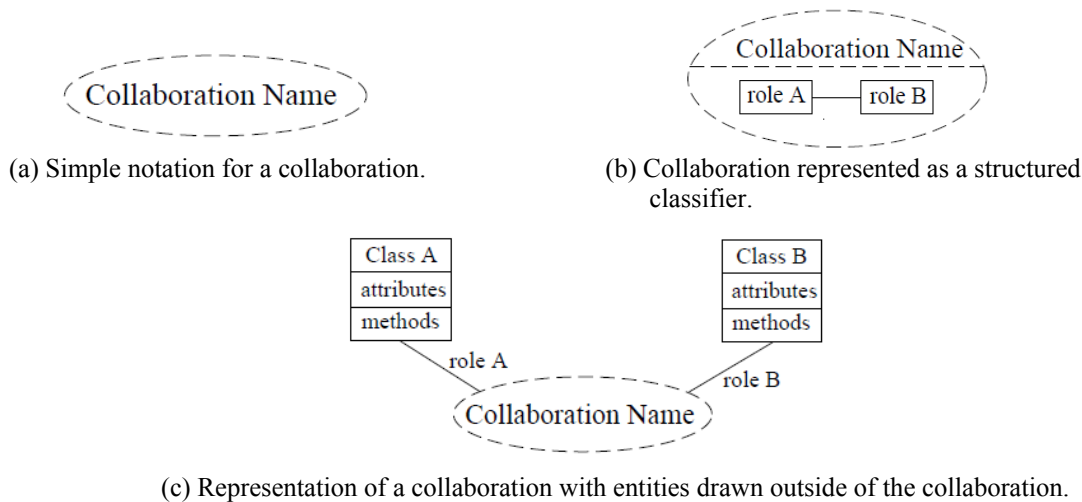 Collaboration Name
Collaboration Name
role A
role B
(a) Simple notation for a collaboration.
(b) Collaboration represented as a structured
classifier.
Class A
attributes
methods
Class B
attributes
methods
role A
role B
Collaboration Name
(c) Representation of a collaboration with entities drawn outside of the collaboration.